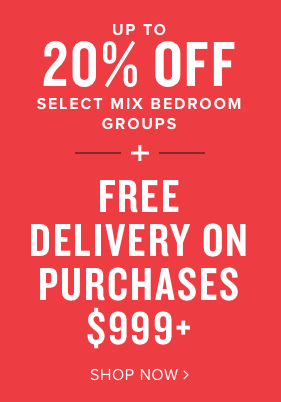 UP TO
20% OFF
SELECT MIX BEDROOM
GROUPS
+
FREE
DELIVERY ON
PURCHASES
$999+
SHOP NOW >